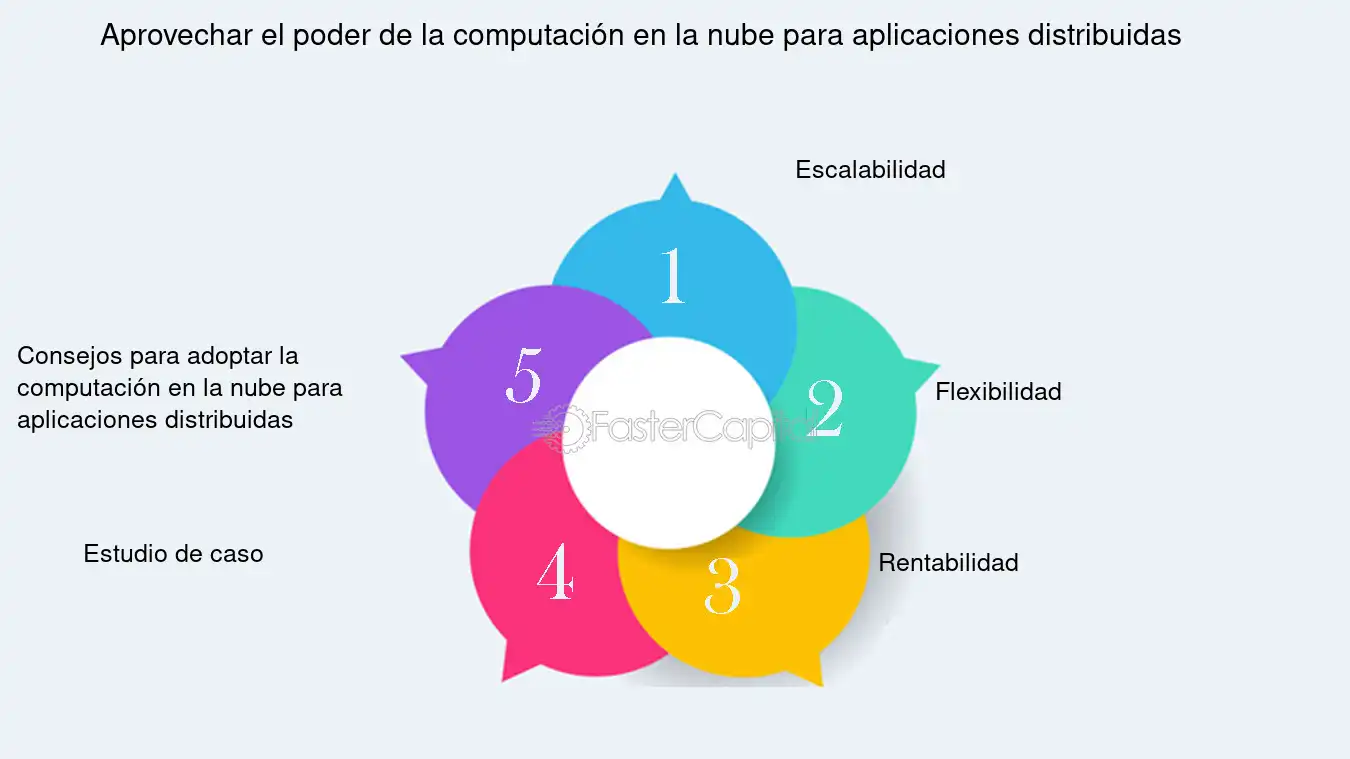 Aprovechar el poder de la computación en la nube para aplicaciones distribuidas
Escalabilidad
1
5
2
Consejos para adoptar la
computación en la nube para
aplicaciones distribuidas
Flexibilidad
FasterCapital
Estudio de caso
4
3
Rentabilidad